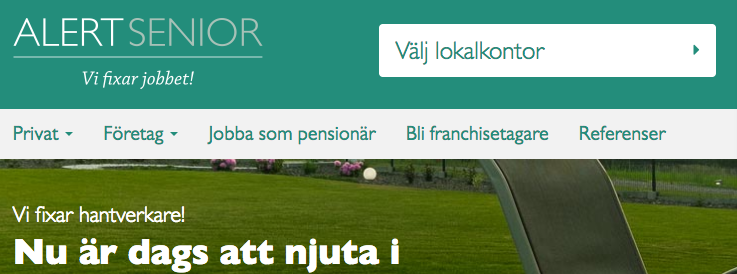 ALERT SENIOR
Vi fixar jobbet!
Välj lokalkontor
Privat Företag Jobba som pensionär Bli franchisetagare Referenser
Vi fixar hantverkare!
Nu är dags att njuta i